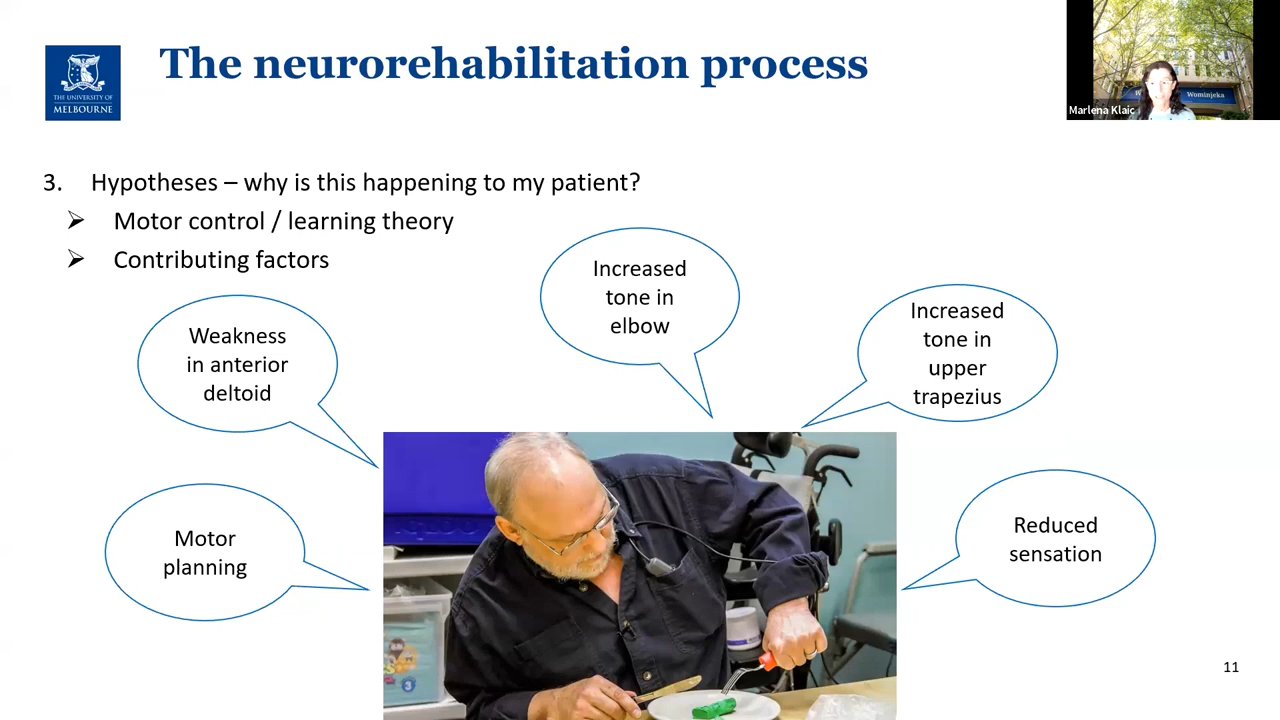 The neurorehabilitation process
THE UNIVERSITY OF
MELBOURNE
W
Wominjeka
Marlena Klaic
3. Hypotheses – why is this happening to my patient?
➢ Motor control / learning theory
➢ Contributing factors
Increased
tone in
elbow
Increased
tone in
upper
trapezius
Weakness
in anterior
deltoid
Motor
planning
Reduced
sensation
3
11